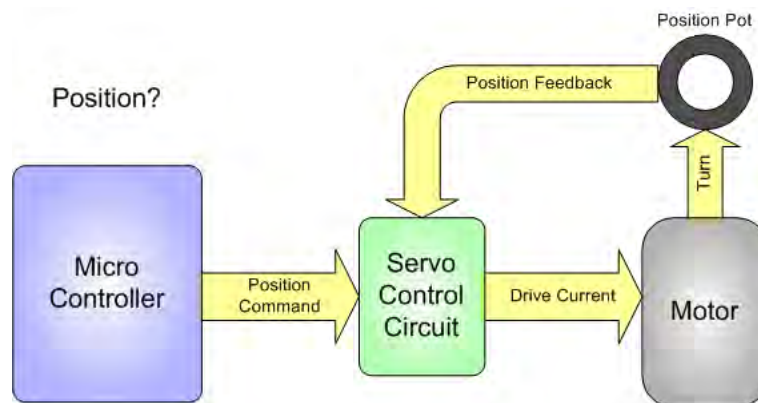 Position Pot
Position Feedback
Position?
Turn
Micro
Controller
Position
Command
Servo
Control
Circuit
Drive Current
Motor